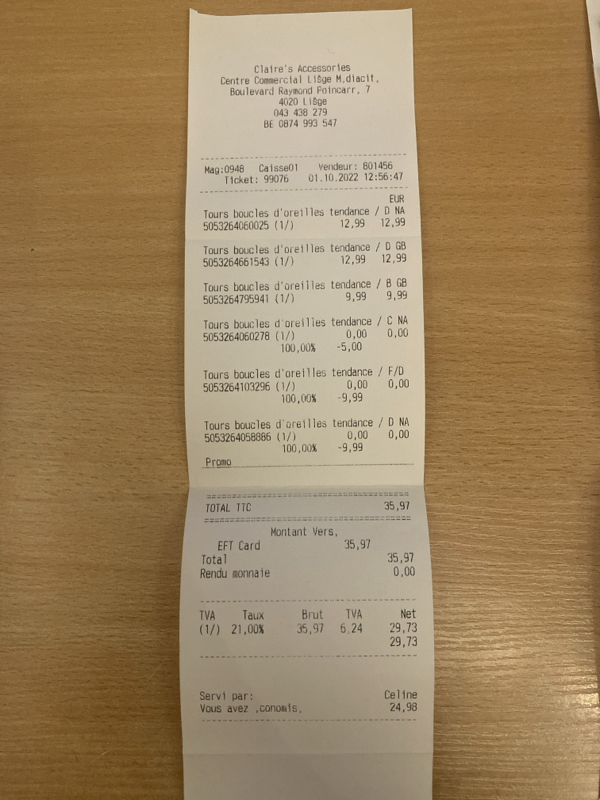 Claire's Accessories
Centre Commercial Lißge M,diacit,
Boulevard Raymond Poincarr, 7
4020 Lißge
043 438 279
BE 0874 993 547
Mag:0948 Caisse01 Vendeur: 801456
Ticket: 99076 01.10.2022 12:56:47
EUR
Tours boucles d'oreilles tendance / D NA
5053264060025 (1/) 12,99 12,99
Tours boucles d'oreilles tendance / D GB
5053264661543 (1/) 12,99 12,99
Tours boucles d'oreilles tendance / B GB
5053264795941 (1/) 9,99 9,99
Tours boucles d'oreilles tendance / C NA
5053264060278 (1/) 0,00 0,00
100,00% -5,00
Tours boucles d'oreilles tendance / F/D
5053264103296 (1/) 0,00 0,00
100,00% -9,99
Tours boucles d'oreilles tendance / D NA
5053264058886 (1/) 0,00 0,00
100,00% -9,99
Promo
TOTAL TTC 35,97
Montant Vers,
EFT Card 35,97
Total 35,97
Rendu monnaie 0,00
TVA Taux Brut TVA Net
(1/) 21,00% 35,97 6,24 29,73
29,73
Servi par: Celine
Vous avez ,conomis, 24,98